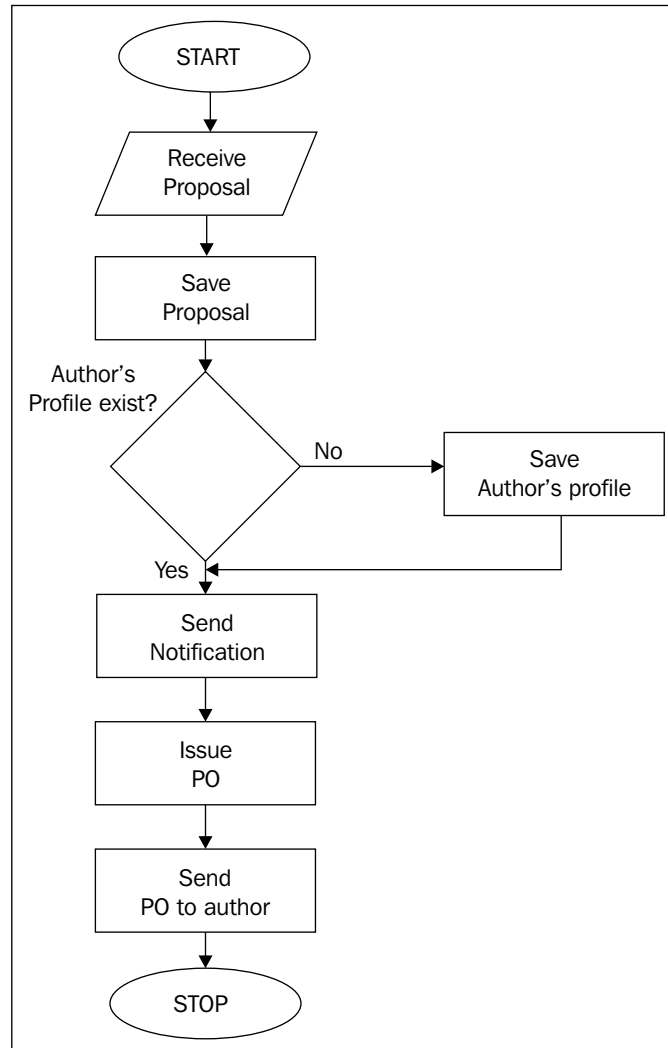 START
Receive
Proposal
Save
Proposal
Author's
Profile exist?
No
Save
Author's profile
Yes
Send
Notification
Issue
PO
Send
PO to author
STOP